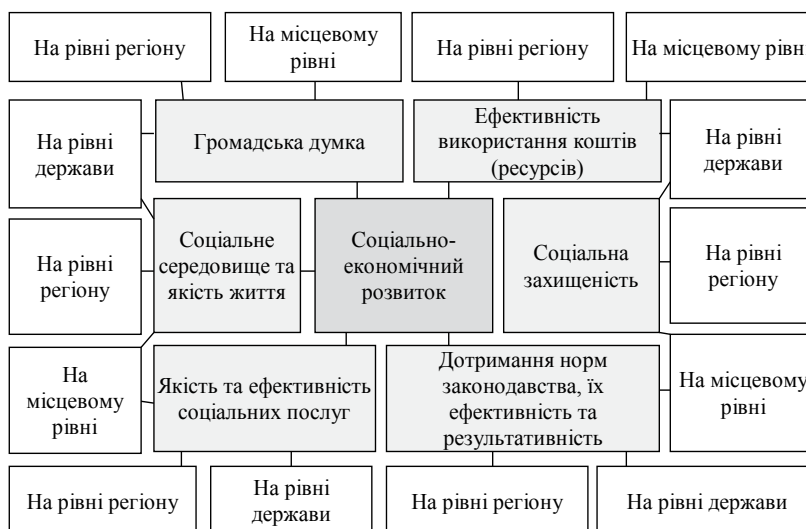 На рівні регіону
На місцевому
рівні
На рівні регіону
На місцевому рівні
На рівні
держави
Громадська думка
Ефективність
використання коштів
(ресурсів)
На рівні
держави
На рівні
регіону
Соціальне
середовище та
якість життя
Соціально-
економічний
розвиток
Соціальна
захищеність
На рівні
регіону
На
місцевому
рівні
Якість та ефективність
соціальних послуг
Дотримання норм
законодавства, їх
ефективність та
результативність
На місцевому
рівні
На рівні регіону
На рівні
держави
На рівні регіону
На рівні держави